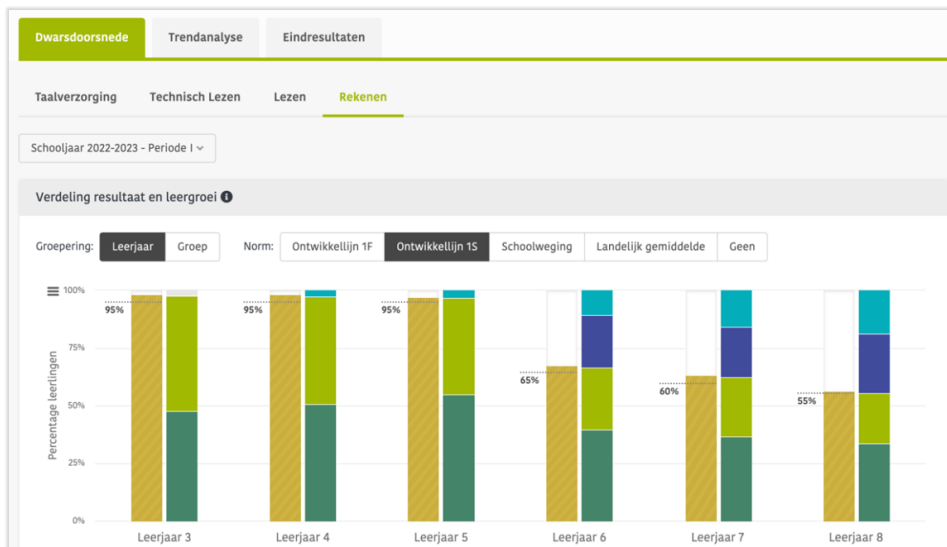 Dwarsdoorsnede Trendanalyse Eindresultaten
Taalverzorging Technisch Lezen Lezen Rekenen
Schooljaar 2022-2023 - Periode I
Verdeling resultaat en leergroei
Groepering: Leerjaar Groep Norm: Ontwikkellijn 1F Ontwikkellijn 1S Schoolweging Landelijk gemiddelde Geen
100%
95% 95% 95%
75%
65%
60%
55%
50%
25%
0%
Percentage leerlingen
Leerjaar 3 Leerjaar 4 Leerjaar 5 Leerjaar 6 Leerjaar 7 Leerjaar 8